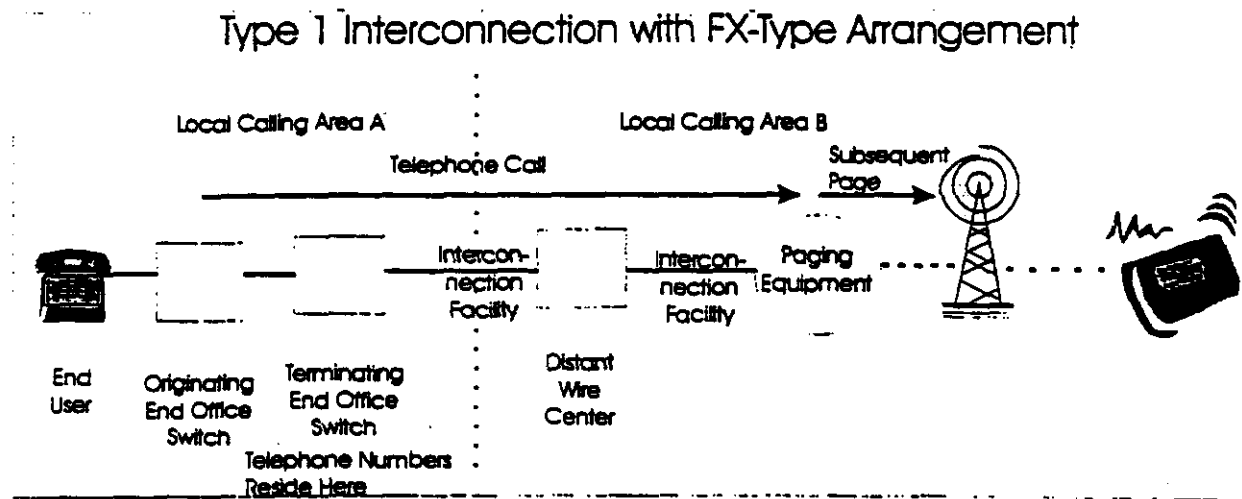 Type 1 Interconnection with FX-Type Arrangement
Local Calling Area A
Local Calling Area B
Telephone Call
Subsequent
Page
Intercon-
nection
Facility
Intercon-
nection
Facility
Paging
Equipment
End
User
Originating
End Office
Switch
Terminating
End Office
Switch
Telephone Numbers
Reside Here
Distant
Wire
Center